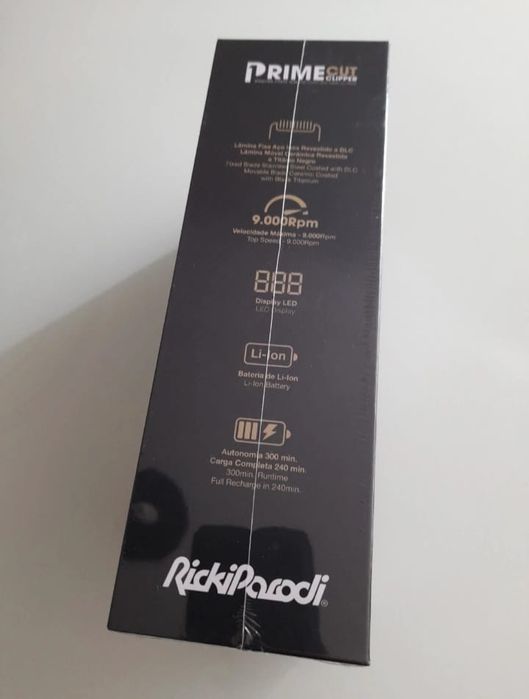 PRIMECUT
CLIPPER
Lâmina Fixa Aço Inox Revestido a DLC
Lâmina Móvel Cerâmica Revestida
a Titânio Negro
Fixed Blade Stainless Steel Coated with DLC
Movable Blade Ceramic Coated
with Black Titanium
9.000Rpm
Velocidade Máxima - 9.000Rpm
Top Speed - 9.000Rpm
888
Display LED
LED Display
Li-Ion
Bateria de Li-Ion
Li-Ion Battery
Autonomia 300 min.
Carga Completa 240 min.
300min. Runtime
Full Recharge in 240min.
RickiParodi®